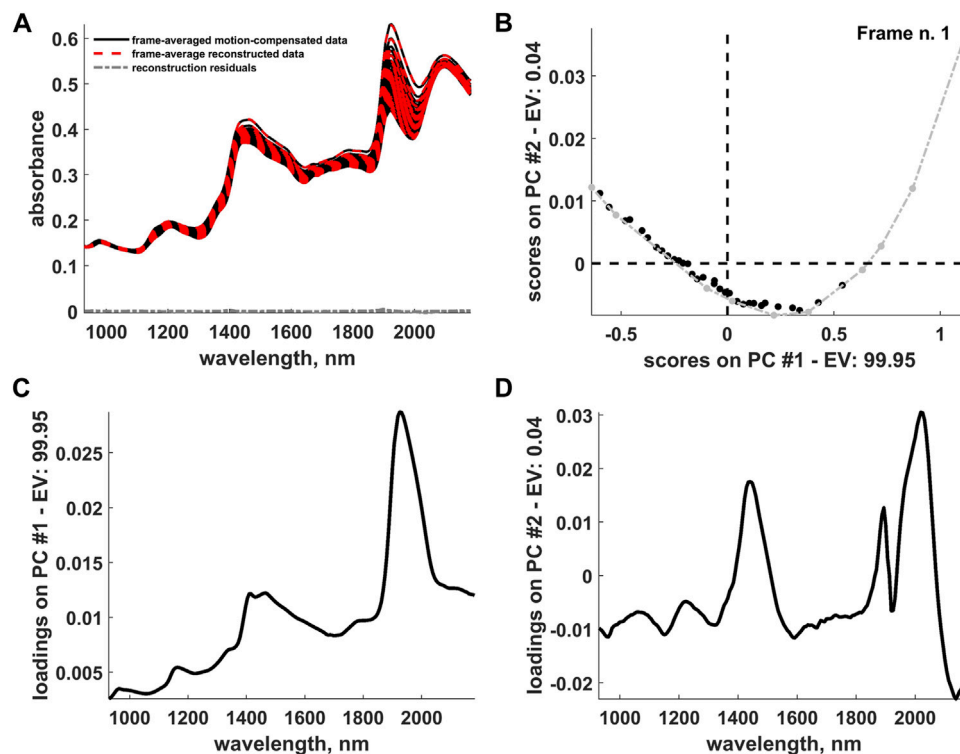 A
frame-averaged motion-compensated data
frame-average reconstructed data
reconstruction residuals
0.6
0.5
0.4
0.3
0.2
0.1
0
absorbance
1000 1200 1400 1600 1800 2000
wavelength, nm
B
Frame n. 1
0.03
0.02
0.01
0
scores on PC #2 - EV: 0.04
-0.5 0 0.5 1
scores on PC #1 - EV: 99.95
C
0.025
0.02
0.015
0.01
0.005
loadings on PC #1 - EV: 99.95
1000 1200 1400 1600 1800 2000
wavelength, nm
D
0.03
0.02
0.01
0
-0.01
-0.02
loadings on PC #2 - EV: 0.04
1000 1200 1400 1600 1800 2000
wavelength, nm